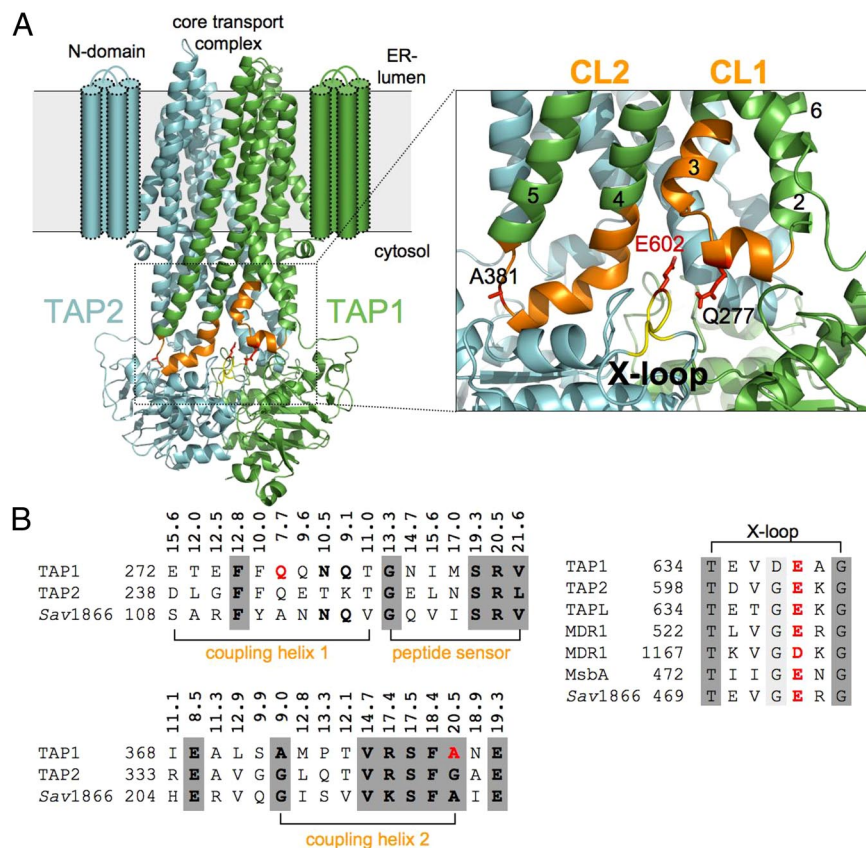 A
N-domain
core transport
complex
ER-
lumen
cytosol
TAP2
TAP1
CL2
CL1
6
5
4
3
2
E602
A381
Q277
X-loop
B
15.6 12.0 12.5 12.8 10.0 7.7 9.6 10.5 9.1 11.0 13.3 14.7 15.6 17.0 19.3 20.5 21.6
TAP1 272 E T E F F Q Q N Q T G N I M S R V
TAP2 238 D L G F F Q E T K T G E L N S R L
Sav1866 108 S A R F Y A N N Q V G Q V I S R V
coupling helix 1
peptide sensor
11.1 8.5 11.3 12.9 9.9 9.0 12.8 13.3 12.1 14.7 17.4 17.5 18.4 20.5 18.9 19.3
TAP1 368 I E A L S A M P T V R S F A N E
TAP2 333 R E A V G G L Q T V R S F G A E
Sav1866 204 H E R V Q G I S V V K S F A I E
coupling helix 2
X-loop
TAP1 634 T E V D E A G
TAP2 598 T D V G E K G
TAPL 634 T E T G E K G
MDR1 522 T L V G E R G
MDR1 1167 T K V G D K G
MsbA 472 T I I G E N G
Sav1866 469 T E V G E R G